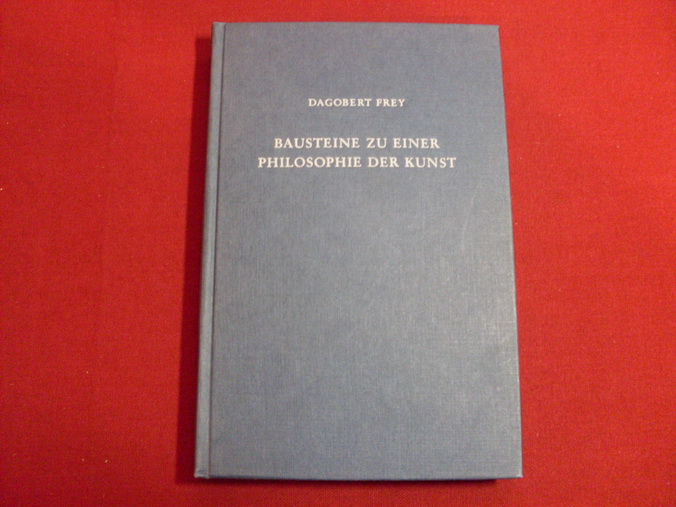 DAGOBERT FREY
BAUSTEINE ZU EINER
PHILOSOPHIE DER KUNST